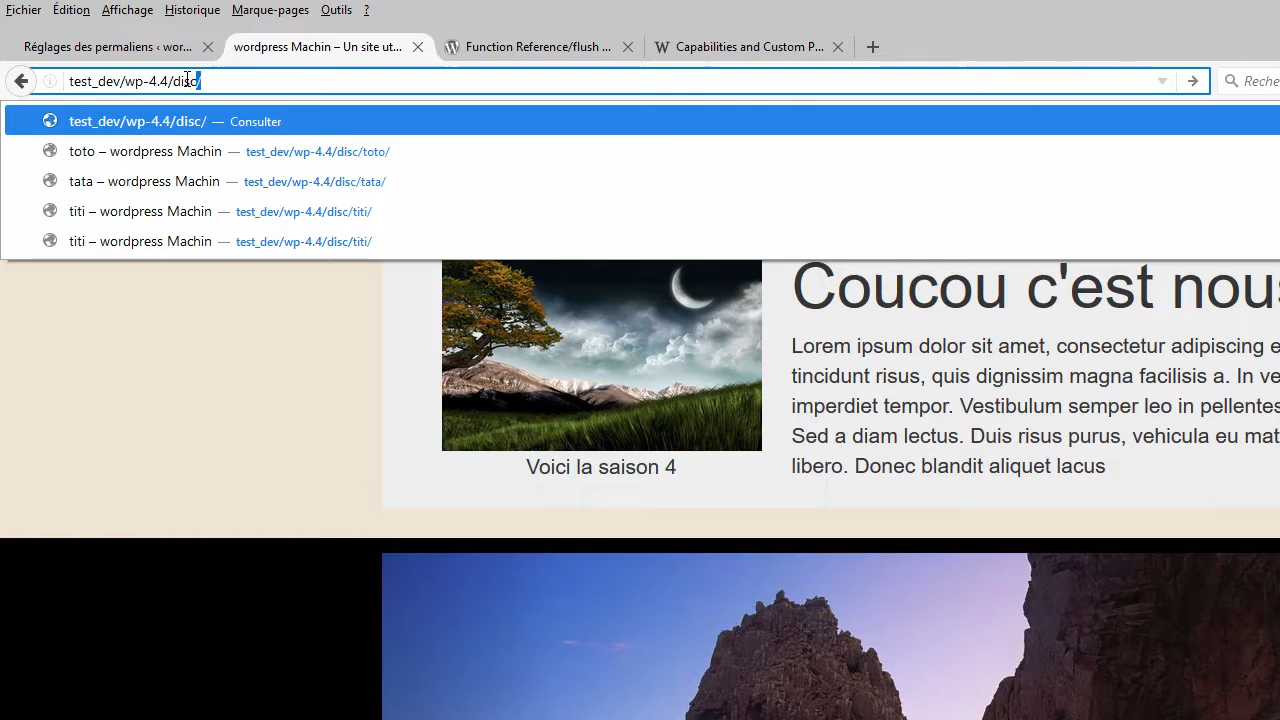 Fichier Édition Affichage Historique Marque-pages Outils ?
Réglages des permaliens ‹ wor... wordpress Machin – Un site ut... Function Reference/flush ... Capabilities and Custom P...
test_dev/wp-4.4/disc/ Reche
test_dev/wp-4.4/disc/ — Consulter
toto – wordpress Machin — test_dev/wp-4.4/disc/toto/
tata – wordpress Machin — test_dev/wp-4.4/disc/tata/
titi – wordpress Machin — test_dev/wp-4.4/disc/titi/
titi – wordpress Machin — test_dev/wp-4.4/disc/titi/
Coucou c'est nous
Lorem ipsum dolor sit amet, consectetur adipiscing e
tincidunt risus, quis dignissim magna facilisis a. In ve
imperdiet tempor. Vestibulum semper leo in pellentes
Sed a diam lectus. Duis risus purus, vehicula eu mat
libero. Donec blandit aliquet lacus
Voici la saison 4